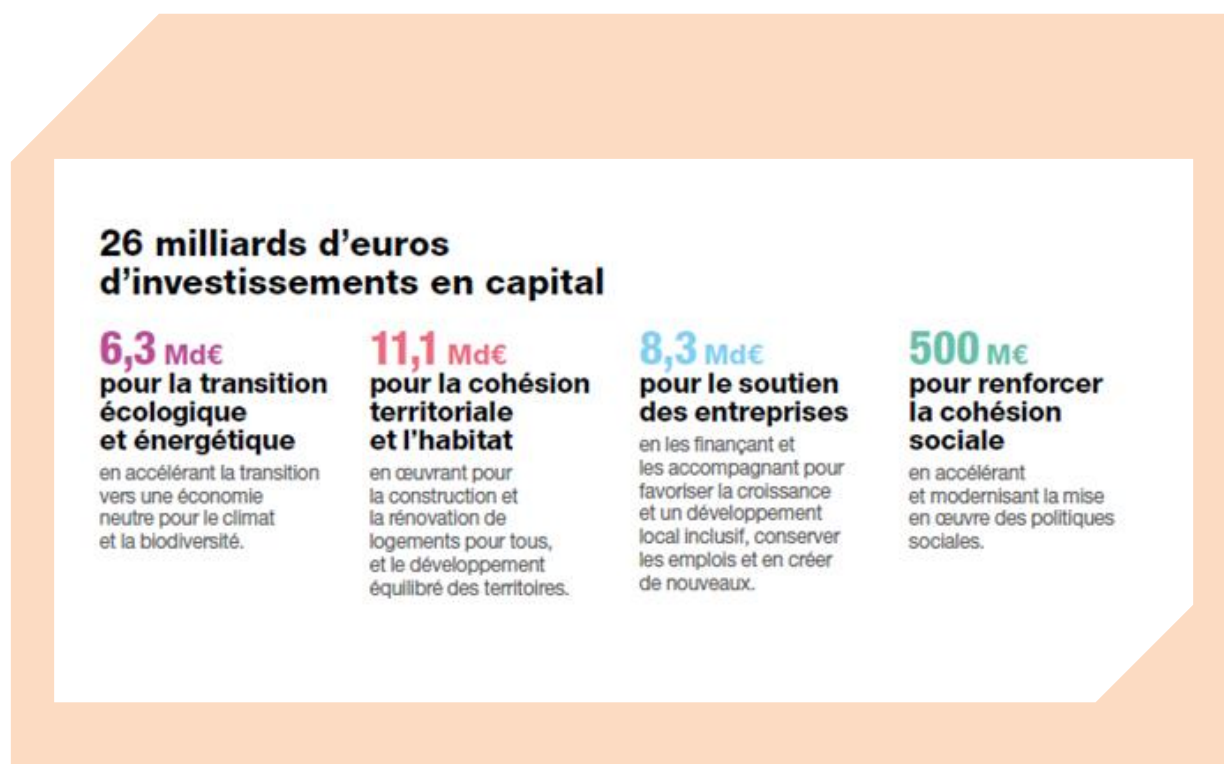 26 milliards d’euros
d’investissements en capital
6,3 Md€
pour la transition
écologique
et énergétique
en accélérant la transition
vers une économie
neutre pour le climat
et la biodiversité.
11,1 Md€
pour la cohésion
territoriale
et l’habitat
en œuvrant pour
la construction et
la rénovation de
logements pour tous,
et le développement
équilibré des territoires.
8,3 Md€
pour le soutien
des entreprises
en les finançant et
les accompagnant pour
favoriser la croissance
et un développement
local inclusif, conserver
les emplois et en créer
de nouveaux.
500 M€
pour renforcer
la cohésion
sociale
en accélérant
et modernisant la mise
en œuvre des politiques
sociales.